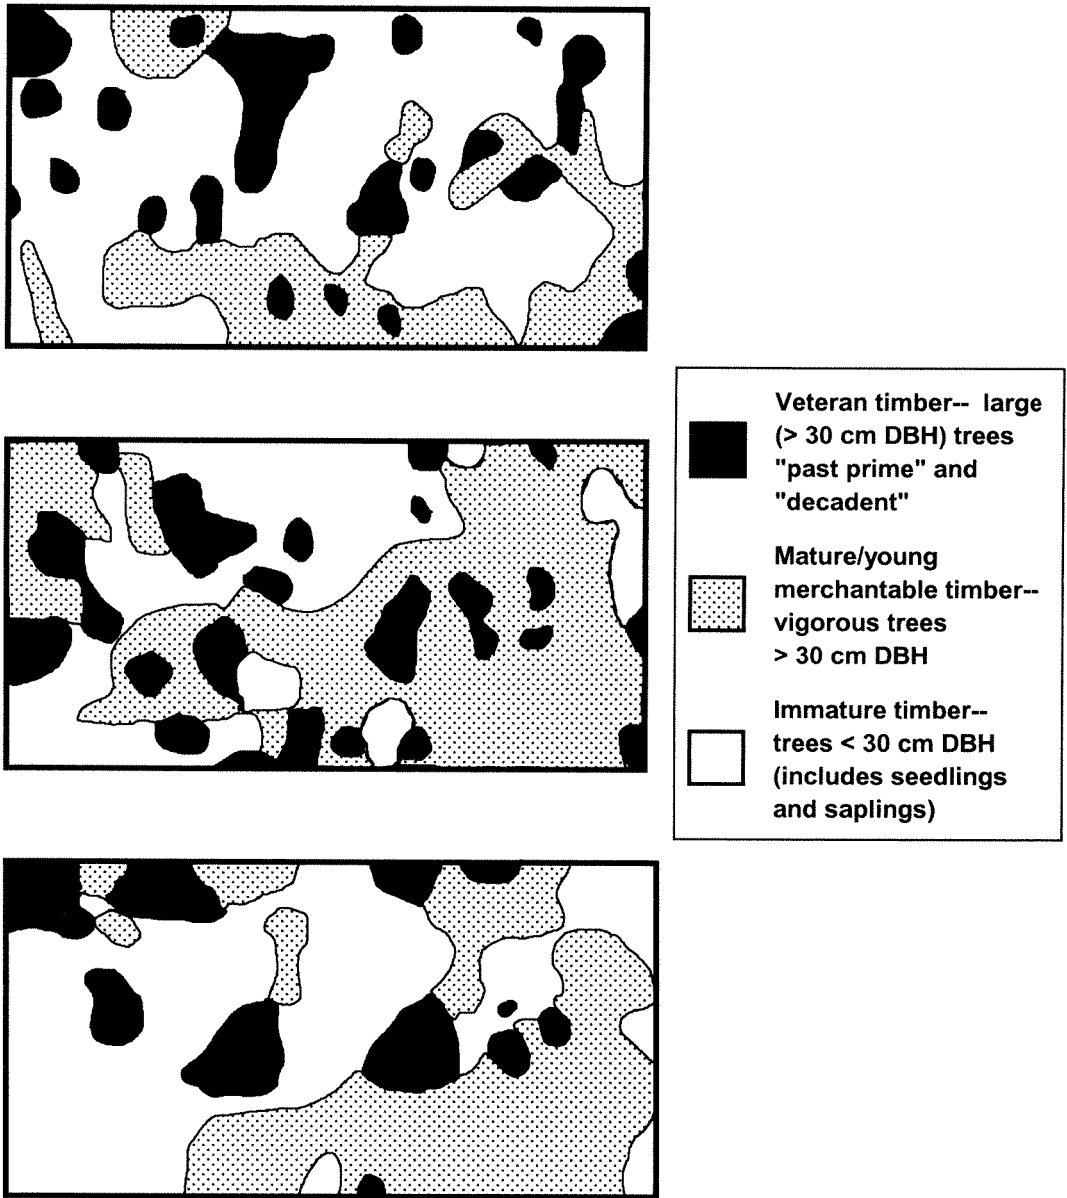 Veteran timber--  large
(> 30 cm DBH) trees
"past prime" and
"decadent"
Mature/young
merchantable timber--
vigorous trees
> 30 cm DBH
Immature timber--
trees < 30 cm DBH
(includes seedlings
and saplings)